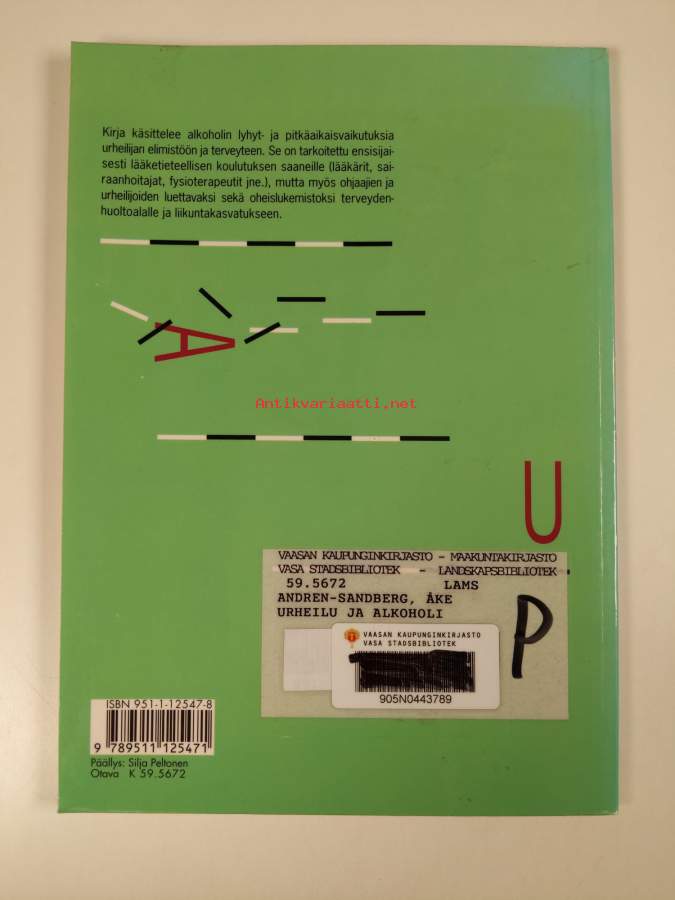 Kirja käsittelee alkoholin lyhyt- ja pitkäaikaisvaikutuksia
urheilijan elimistöön ja terveyteen. Se on tarkoitettu ensisijai-
sesti lääketieteellisen koulutuksen saaneille (lääkärit, sai-
raanhoitajat, fysioterapeutit jne.), mutta myös ohjaajien ja
urheilijoiden luettavaksi sekä oheislukemistoksi terveyden-
huoltoalalle ja liikuntakasvatukseen.
A
Antikvariaatti.net
U
VAASAN KAUPUNGINKIRJASTO - MAAKUNTAKIRJASTO
VASA STADSBIBLIOTEK - LANDSKAPSBIBLIOTEK
59.5672 LAMS
ANDREN-SANDBERG, ÅKE
URHEILU JA ALKOHOLI
P
VAASAN KAUPUNGINKIRJASTO
VASA STADSBIBLIOTEK
905N0443789
ISBN 951-1-12547-8
9 789511 125471
Päällys: Silja Peltonen
Otava K 59.5672